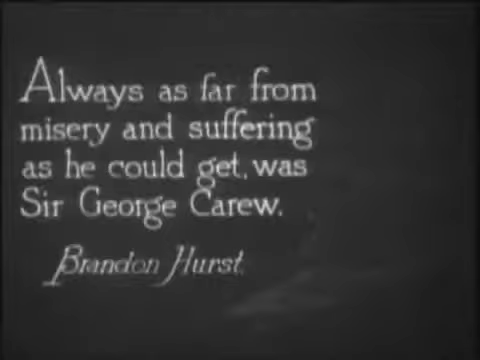 Always as far from
misery and suffering
as he could get, was
Sir George Carew.
Brandon Hurst.